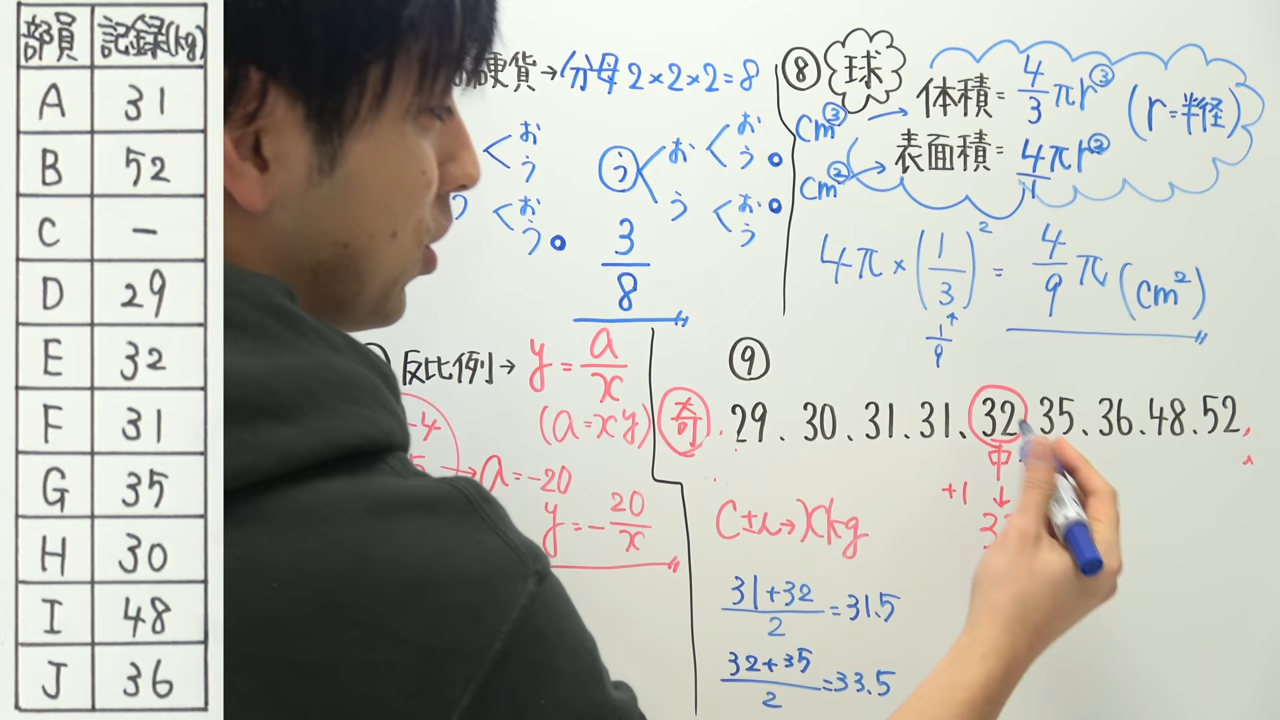 部員 記録(kg)
A 31
B 52
C −
D 29
E 32
F 31
G 35
H 30
I 48
J 36
硬貨→分母2×2×2=8
お
う
お
う
う
お
う
お
う
お
う
3/8
反比例→ y=a/x
(a=xy)
-4
→a=-20
y=-20/x
⑧ 球
体積=4/3πr³
(r=半径)
表面積=4πr²
1
cm³
cm²
4π×(1/3)²=4/9π(cm²)
1/9
⑨
29.30.31.31.32.35.36.48.52
中
+1
C さん→xkg
31+32/2=31.5
32+35/2=33.5